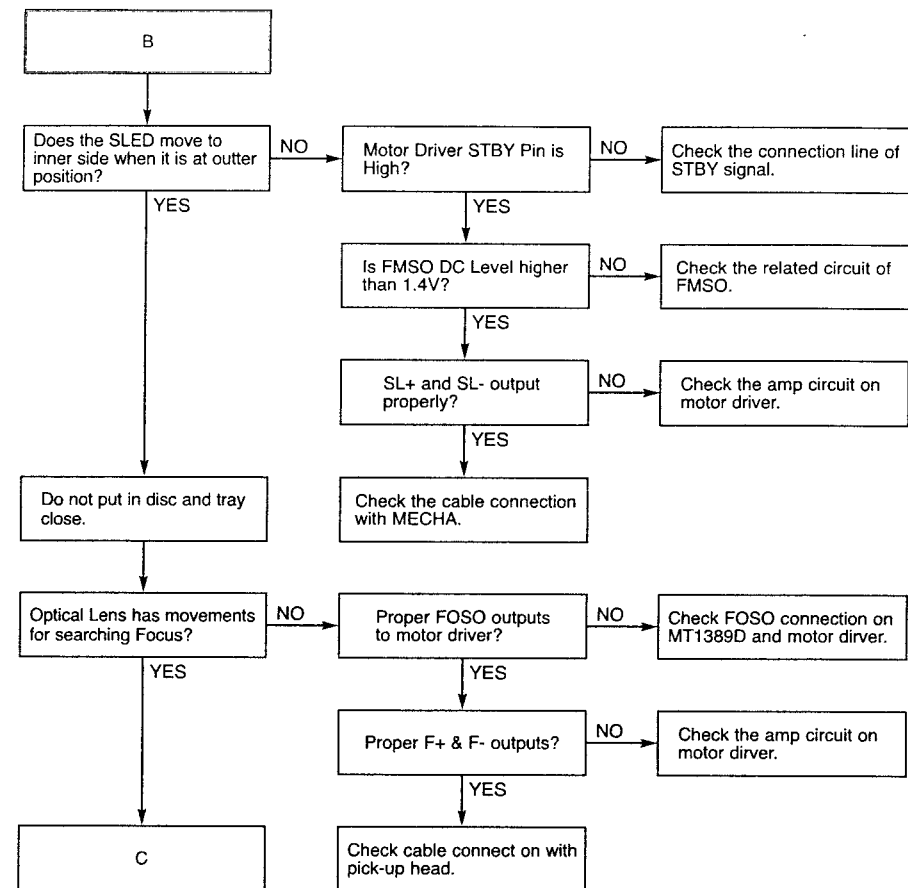 B
Does the SLED move to
inner side when it is at outter
position?
NO
Motor Driver STBY Pin is
High?
NO
Check the connection line of
STBY signal.
YES
YES
Is FMSO DC Level higher
than 1.4V?
NO
Check the related circuit of
FMSO.
YES
SL+ and SL- output
properly?
NO
Check the amp circuit on
motor driver.
YES
Do not put in disc and tray
close.
Check the cable connection
with MECHA.
Optical Lens has movements
for searching Focus?
NO
Proper FOSO outputs
to motor driver?
NO
Check FOSO connection on
MT1389D and motor dirver.
YES
YES
Proper F+ & F- outputs?
NO
Check the amp circuit on
motor dirver.
YES
C
Check cable connect on with
pick-up head.